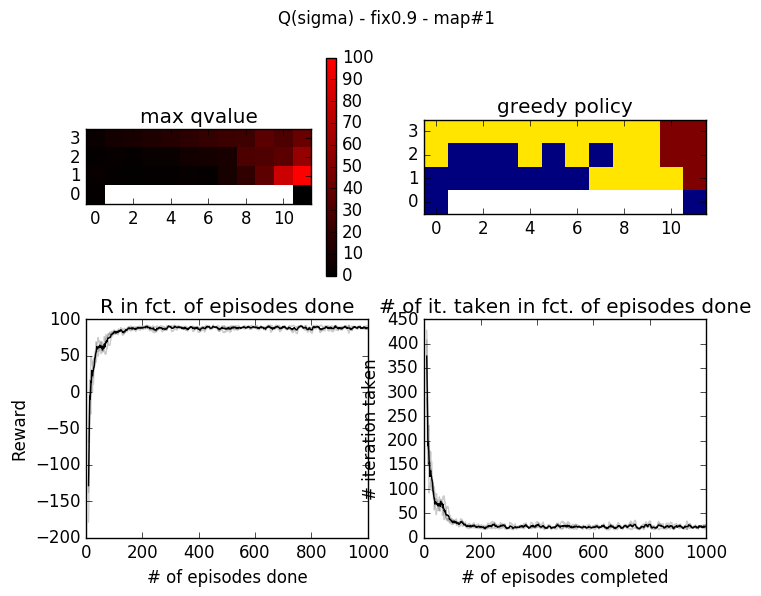 Q(sigma) - fix0.9 - map#1
max qvalue
3
2
1
0
0 2 4 6 8 10
100
90
80
70
60
50
40
30
20
10
0
greedy policy
3
2
1
0
0 2 4 6 8 10
R in fct. of episodes done
100
50
0
−50
−100
−150
−200
0 200 400 600 800 1000
Reward
# of episodes done
# of it. taken in fct. of episodes done
450
400
350
300
250
200
150
100
50
0
0 200 400 600 800 1000
# iteration taken
# of episodes completed